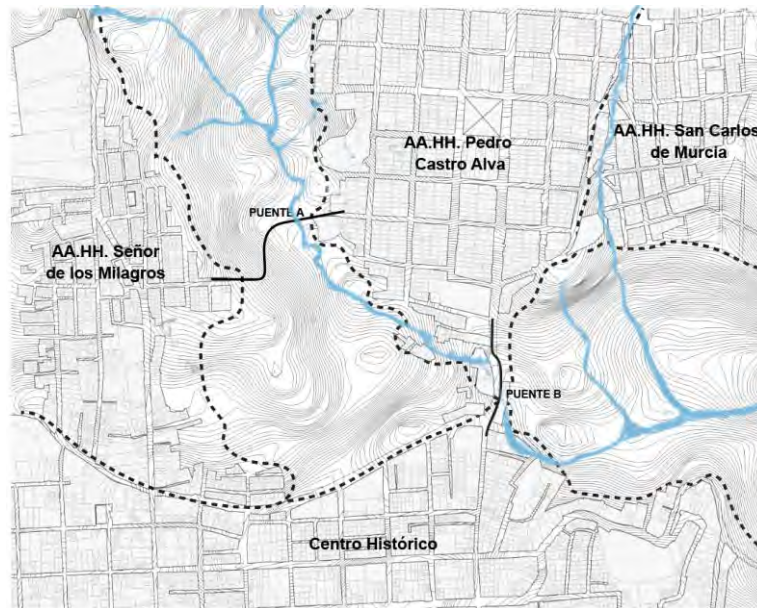 AA.HH. Pedro
Castro Alva
AA.HH. San Carlos
de Murcia
PUENTE A
AA.HH. Señor
de los Milagros
PUENTE B
Centro Histórico